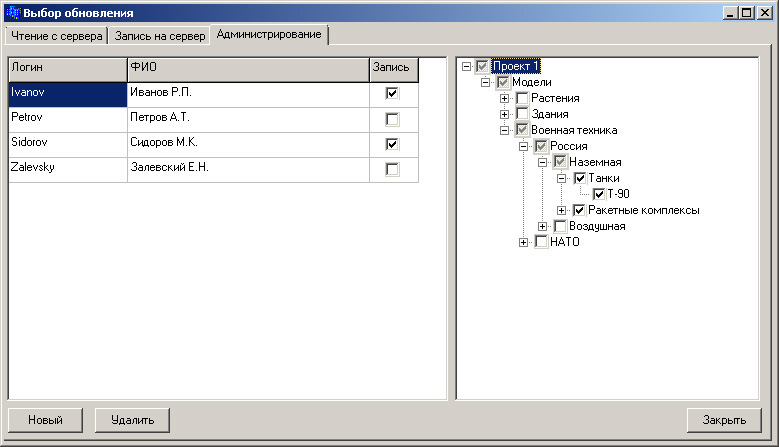 Выбор обновления
Чтение с сервера Запись на сервер Администрирование
Логин ФИО Запись
Ivanov Иванов Р.П.
Petrov Петров А.Т.
Sidorov Сидоров М.К.
Zalevsky Залевский Е.Н.
Проект 1
Модели
Растения
Здания
Военная техника
Россия
Наземная
Танки
Т-90
Ракетные комплексы
Воздушная
НАТО
Новый Удалить Закрыть